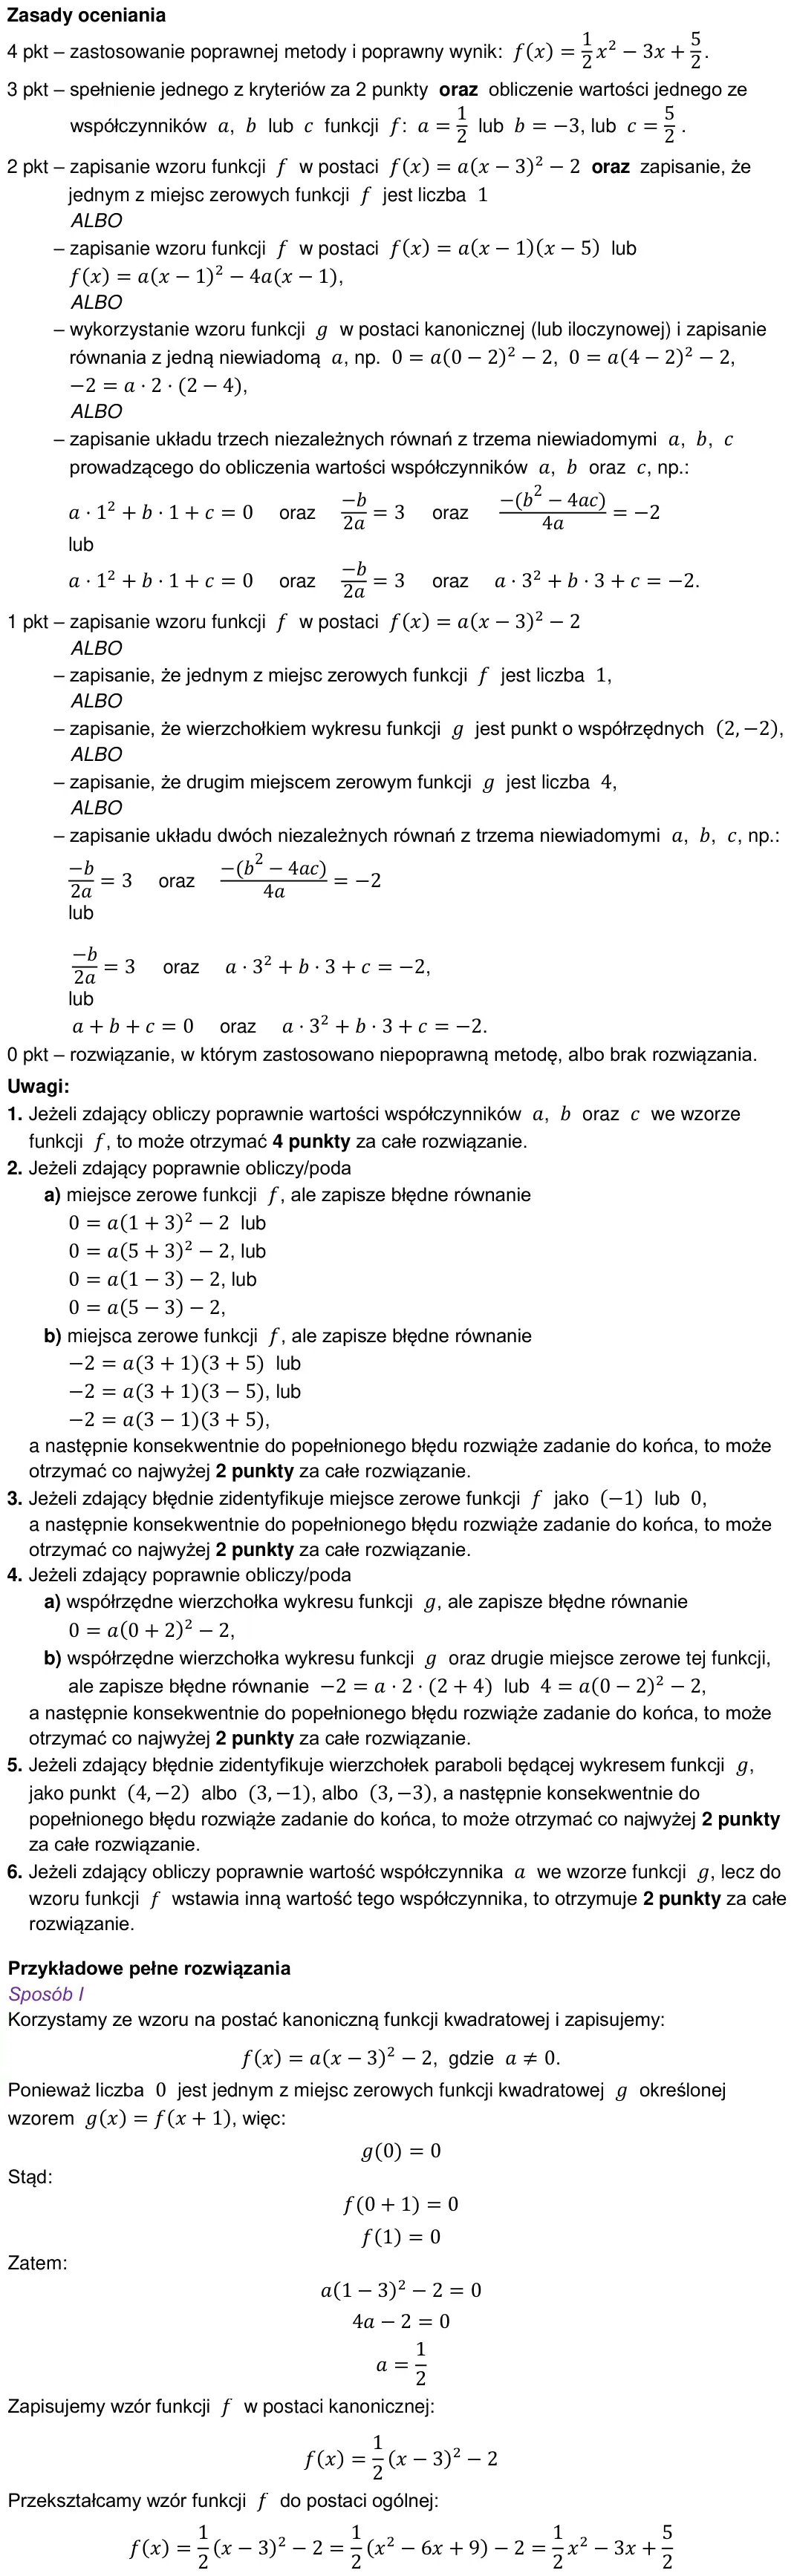 Zasady oceniania
4 pkt – zastosowanie poprawnej metody i poprawny wynik: f(x) = 1/2 x² − 3x + 5/2.
3 pkt – spełnienie jednego z kryteriów za 2 punkty oraz obliczenie wartości jednego ze
współczynników a, b lub c funkcji f: a = 1/2 lub b = −3, lub c = 5/2 .
2 pkt – zapisanie wzoru funkcji f w postaci f(x) = a(x − 3)² − 2 oraz zapisanie, że
jednym z miejsc zerowych funkcji f jest liczba 1
ALBO
– zapisanie wzoru funkcji f w postaci f(x) = a(x − 1)(x − 5) lub
f(x) = a(x − 1)² − 4a(x − 1),
ALBO
– wykorzystanie wzoru funkcji g w postaci kanonicznej (lub iloczynowej) i zapisanie
równania z jedną niewiadomą a, np. 0 = a(0 − 2)² − 2, 0 = a(4 − 2)² − 2,
−2 = a · 2 · (2 − 4),
ALBO
– zapisanie układu trzech niezależnych równań z trzema niewiadomymi a, b, c
prowadzącego do obliczenia wartości współczynników a, b oraz c, np.:
a · 1² + b · 1 + c = 0 oraz −b/2a = 3 oraz −(b² − 4ac)/4a = −2
lub
a · 1² + b · 1 + c = 0 oraz −b/2a = 3 oraz a · 3² + b · 3 + c = −2.
1 pkt – zapisanie wzoru funkcji f w postaci f(x) = a(x − 3)² − 2
ALBO
– zapisanie, że jednym z miejsc zerowych funkcji f jest liczba 1,
ALBO
– zapisanie, że wierzchołkiem wykresu funkcji g jest punkt o współrzędnych (2, −2),
ALBO
– zapisanie, że drugim miejscem zerowym funkcji g jest liczba 4,
ALBO
– zapisanie układu dwóch niezależnych równań z trzema niewiadomymi a, b, c, np.:
−b/2a = 3 oraz −(b² − 4ac)/4a = −2
lub
−b/2a = 3 oraz a · 3² + b · 3 + c = −2,
lub
a + b + c = 0 oraz a · 3² + b · 3 + c = −2.
0 pkt – rozwiązanie, w którym zastosowano niepoprawną metodę, albo brak rozwiązania.
Uwagi:
1. Jeżeli zdający obliczy poprawnie wartości współczynników a, b oraz c we wzorze
funkcji f, to może otrzymać 4 punkty za całe rozwiązanie.
2. Jeżeli zdający poprawnie obliczy/poda
a) miejsce zerowe funkcji f, ale zapisze błędne równanie
0 = a(1 + 3)² − 2 lub
0 = a(5 + 3)² − 2, lub
0 = a(1 − 3) − 2, lub
0 = a(5 − 3) − 2,
b) miejsca zerowe funkcji f, ale zapisze błędne równanie
−2 = a(3 + 1)(3 + 5) lub
−2 = a(3 + 1)(3 − 5), lub
−2 = a(3 − 1)(3 + 5),
a następnie konsekwentnie do popełnionego błędu rozwiąże zadanie do końca, to może
otrzymać co najwyżej 2 punkty za całe rozwiązanie.
3. Jeżeli zdający błędnie zidentyfikuje miejsce zerowe funkcji f jako (−1) lub 0,
a następnie konsekwentnie do popełnionego błędu rozwiąże zadanie do końca, to może
otrzymać co najwyżej 2 punkty za całe rozwiązanie.
4. Jeżeli zdający poprawnie obliczy/poda
a) współrzędne wierzchołka wykresu funkcji g, ale zapisze błędne równanie
0 = a(0 + 2)² − 2,
b) współrzędne wierzchołka wykresu funkcji g oraz drugie miejsce zerowe tej funkcji,
ale zapisze błędne równanie −2 = a · 2 · (2 + 4) lub 4 = a(0 − 2)² − 2,
a następnie konsekwentnie do popełnionego błędu rozwiąże zadanie do końca, to może
otrzymać co najwyżej 2 punkty za całe rozwiązanie.
5. Jeżeli zdający błędnie zidentyfikuje wierzchołek paraboli będącej wykresem funkcji g,
jako punkt (4, −2) albo (3, −1), albo (3, −3), a następnie konsekwentnie do
popełnionego błędu rozwiąże zadanie do końca, to może otrzymać co najwyżej 2 punkty
za całe rozwiązanie.
6. Jeżeli zdający obliczy poprawnie wartość współczynnika a we wzorze funkcji g, lecz do
wzoru funkcji f wstawia inną wartość tego współczynnika, to otrzymuje 2 punkty za całe
rozwiązanie.
Przykładowe pełne rozwiązania
Sposób I
Korzystamy ze wzoru na postać kanoniczną funkcji kwadratowej i zapisujemy:
f(x) = a(x − 3)² − 2, gdzie a ≠ 0.
Ponieważ liczba 0 jest jednym z miejsc zerowych funkcji kwadratowej g określonej
wzorem g(x) = f(x + 1), więc:
g(0) = 0
Stąd:
f(0 + 1) = 0
f(1) = 0
Zatem:
a(1 − 3)² − 2 = 0
4a − 2 = 0
a = 1/2
Zapisujemy wzór funkcji f w postaci kanonicznej:
f(x) = 1/2 (x − 3)² − 2
Przekształcamy wzór funkcji f do postaci ogólnej:
f(x) = 1/2 (x − 3)² − 2 = 1/2 (x² − 6x + 9) − 2 = 1/2 x² − 3x + 5/2